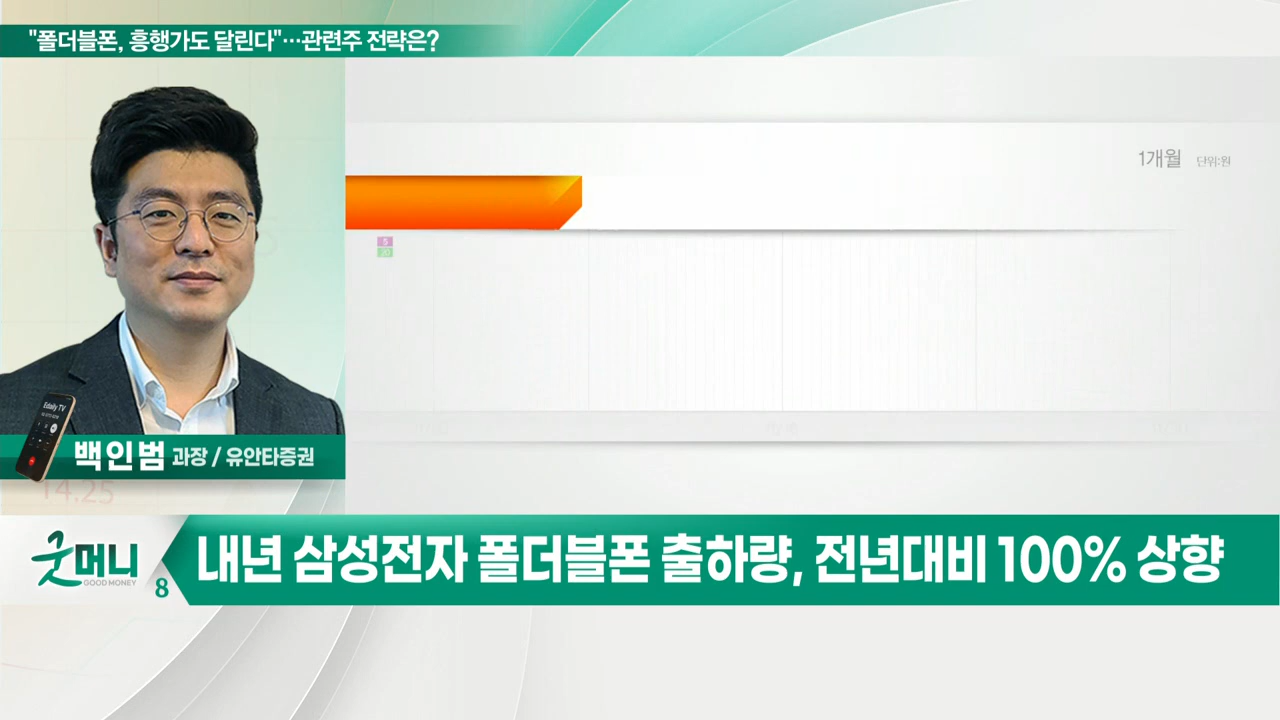 "폴더블폰, 흥행가도 달린다"…관련주 전략은?
1개월 단위:원
5
20
Edaily TV
백인범 과장 / 유안타증권
14.25
굿머니
GOOD MONEY
8
내년 삼성전자 폴더블폰 출하량, 전년대비 100% 상향